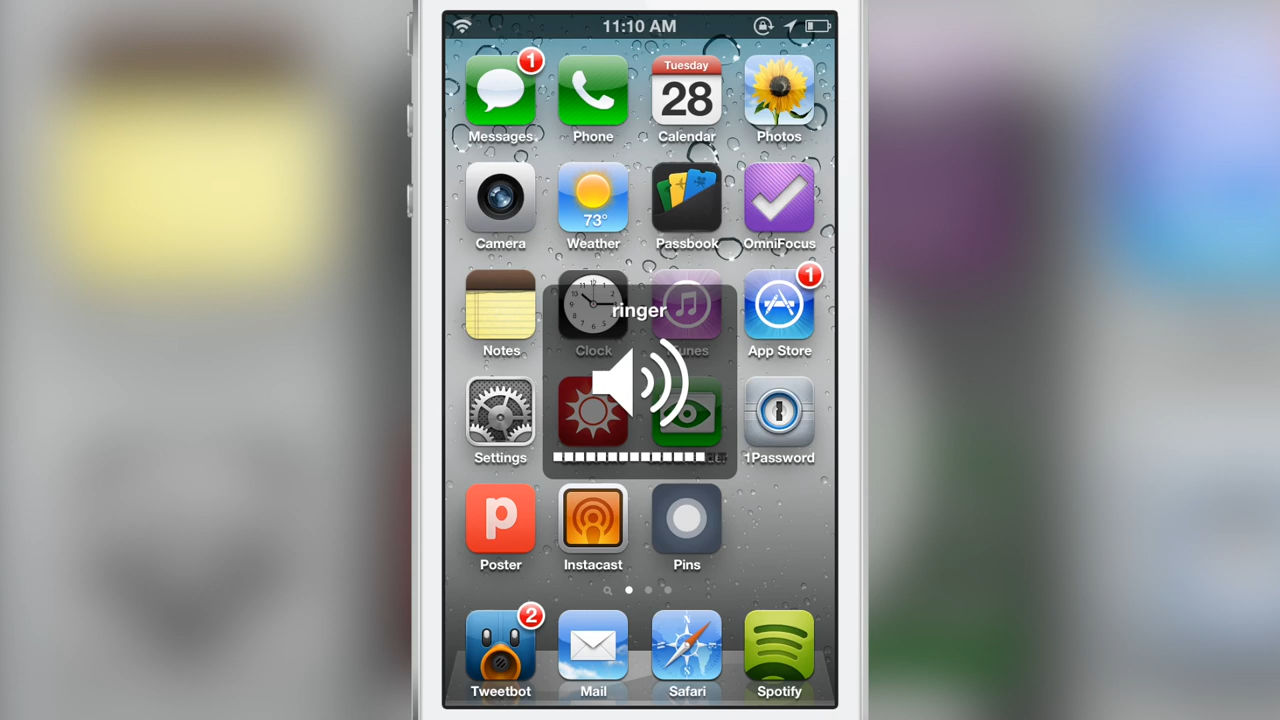 11:10 AM
1
Tuesday
28
Messages
Phone
Calendar
Photos
73°
Camera
Weather
Passbook
OmniFocus
1
ringer
Notes
Clock
iTunes
App Store
Settings
1Password
p
Poster
Instacast
Pins
2
Tweetbot
Mail
Safari
Spotify